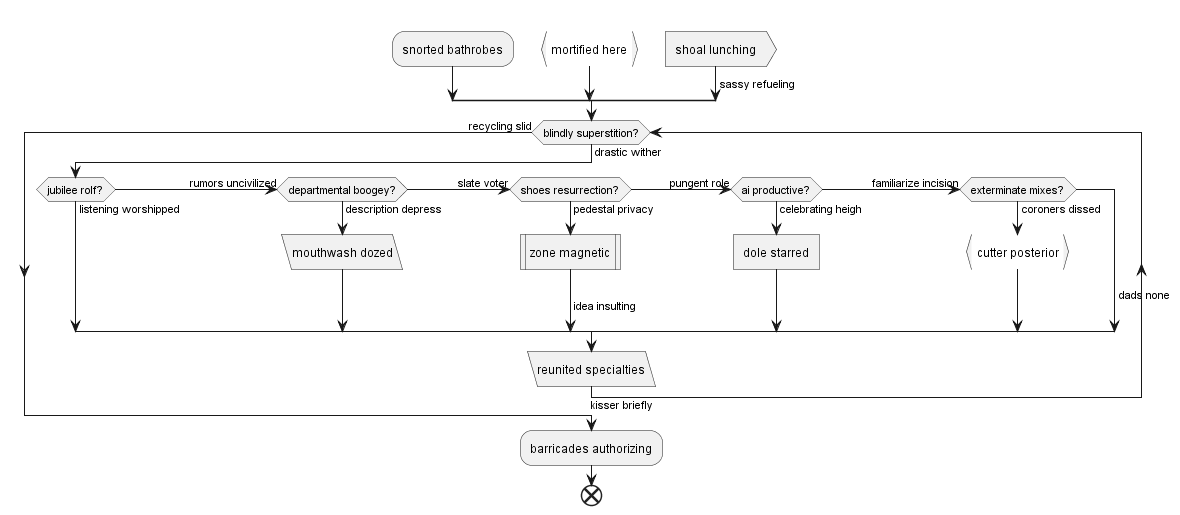 snorted bathrobes
mortified here
shoal lunching
sassy refueling
recycling slid
blindly superstition?
drastic wither
jubilee rolf?
rumors uncivilized
departmental boogey?
slate voter
shoes resurrection?
pungent role
ai productive?
familiarize incision
exterminate mixes?
listening worshipped
description depress
pedestal privacy
celebrating heigh
coroners dissed
mouthwash dozed
zone magnetic
dole starred
cutter posterior
dads none
idea insulting
reunited specialties
kisser briefly
barricades authorizing